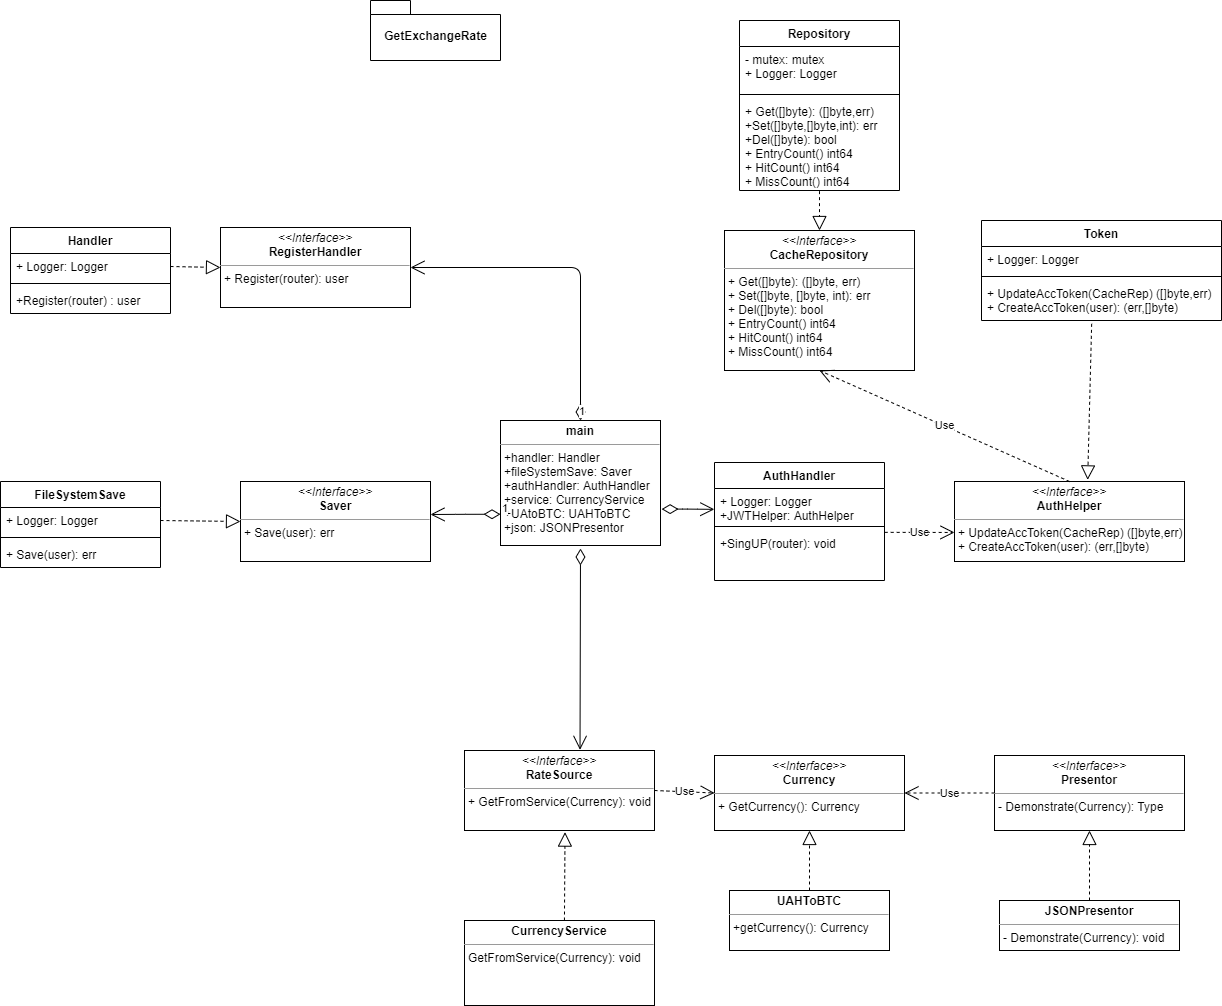 GetExchangeRate
Repository
- mutex: mutex
+ Logger: Logger
+ Get([]byte): ([]byte,err)
+Set([]byte,[]byte,int): err
+Del([]byte): bool
+ EntryCount() int64
+ HitCount() int64
+ MissCount() int64
Handler
+ Logger: Logger
+Register(router) : user
<<Interface>>
RegisterHandler
+ Register(router): user
<<Interface>>
CacheRepository
+ Get([]byte): ([]byte, err)
+ Set([]byte, []byte, int): err
+ Del([]byte): bool
+ EntryCount() int64
+ HitCount() int64
+ MissCount() int64
Token
+ Logger: Logger
+ UpdateAccToken(CacheRep) ([]byte,err)
+ CreateAccToken(user): (err,[]byte)
Use
1
main
+handler: Handler
+fileSystemSave: Saver
+authHandler: AuthHandler
+service: CurrencyService
-UAtoBTC: UAHToBTC
+json: JSONPresentor
1
FileSystemSave
+ Logger: Logger
+ Save(user): err
<<Interface>>
Saver
+ Save(user): err
AuthHandler
+ Logger: Logger
+JWTHelper: AuthHelper
+SingUP(router): void
Use
<<Interface>>
AuthHelper
+ UpdateAccToken(CacheRep) ([]byte,err)
+ CreateAccToken(user): (err,[]byte)
<<Interface>>
RateSource
+ GetFromService(Currency): void
Use
<<Interface>>
Currency
+ GetCurrency(): Currency
Use
<<Interface>>
Presentor
- Demonstrate(Currency): Type
CurrencyService
GetFromService(Currency): void
UAHToBTC
+getCurrency(): Currency
JSONPresentor
- Demonstrate(Currency): void